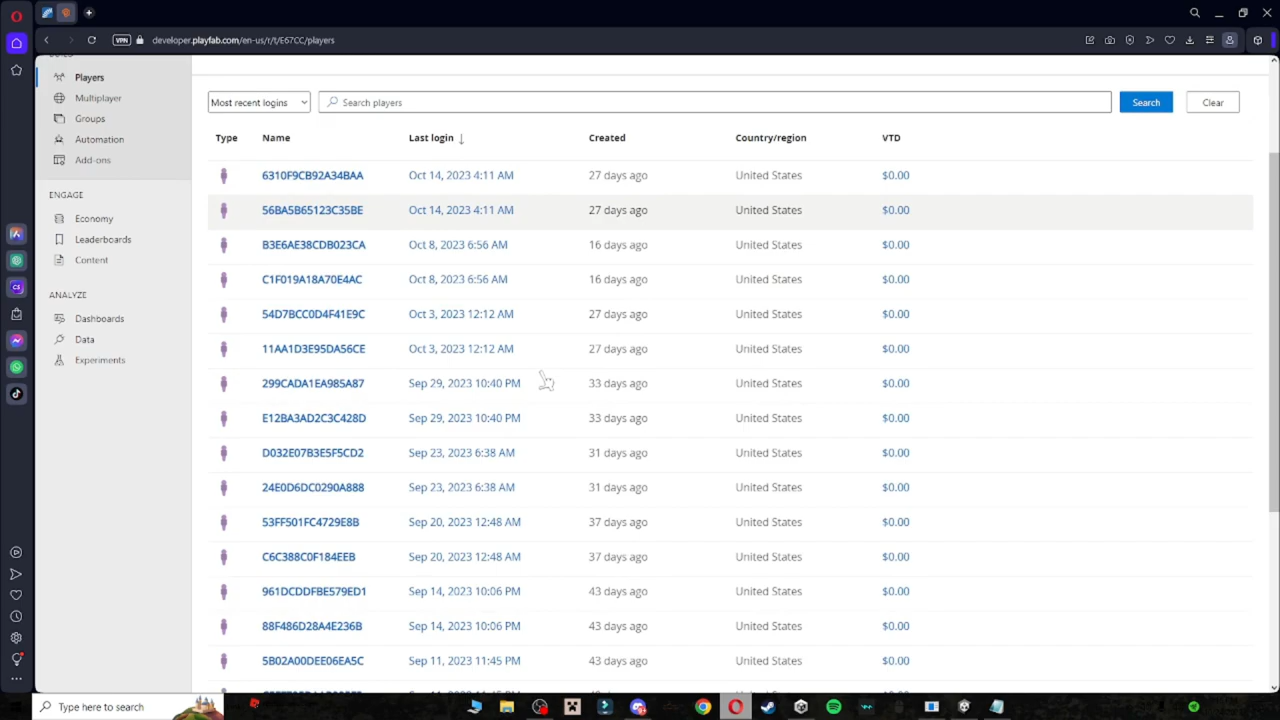 VPN developer.playfab.com/en-us/r/t/E67CC/players
Players
Multiplayer
Groups
Automation
Add-ons
ENGAGE
Economy
Leaderboards
Content
ANALYZE
Dashboards
Data
Experiments
Most recent logins Search players Search Clear
Type Name Last login ↓ Created Country/region VTD
6310F9CB92A34BAA Oct 14, 2023 4:11 AM 27 days ago United States $0.00
56BA5B65123C35BE Oct 14, 2023 4:11 AM 27 days ago United States $0.00
B3E6AE38CDB023CA Oct 8, 2023 6:56 AM 16 days ago United States $0.00
C1F019A18A70E4AC Oct 8, 2023 6:56 AM 16 days ago United States $0.00
54D7BCC0D4F41E9C Oct 3, 2023 12:12 AM 27 days ago United States $0.00
11AA1D3E95DA56CE Oct 3, 2023 12:12 AM 27 days ago United States $0.00
299CADA1EA985A87 Sep 29, 2023 10:40 PM 33 days ago United States $0.00
E12BA3AD2C3C428D Sep 29, 2023 10:40 PM 33 days ago United States $0.00
D032E07B3E5F5CD2 Sep 23, 2023 6:38 AM 31 days ago United States $0.00
24E0D6DC0290A888 Sep 23, 2023 6:38 AM 31 days ago United States $0.00
53FF501FC4729E8B Sep 20, 2023 12:48 AM 37 days ago United States $0.00
C6C388C0F184EEB Sep 20, 2023 12:48 AM 37 days ago United States $0.00
961DCDDFBE579ED1 Sep 14, 2023 10:06 PM 43 days ago United States $0.00
88F486D28A4E236B Sep 14, 2023 10:06 PM 43 days ago United States $0.00
5B02A00DEE06EA5C Sep 11, 2023 11:45 PM 43 days ago United States $0.00
Type here to search